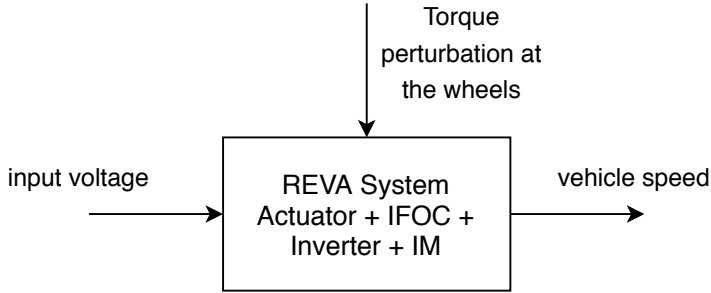 Torque
perturbation at
the wheels
input voltage
REVA System
Actuator + IFOC +
Inverter + IM
vehicle speed